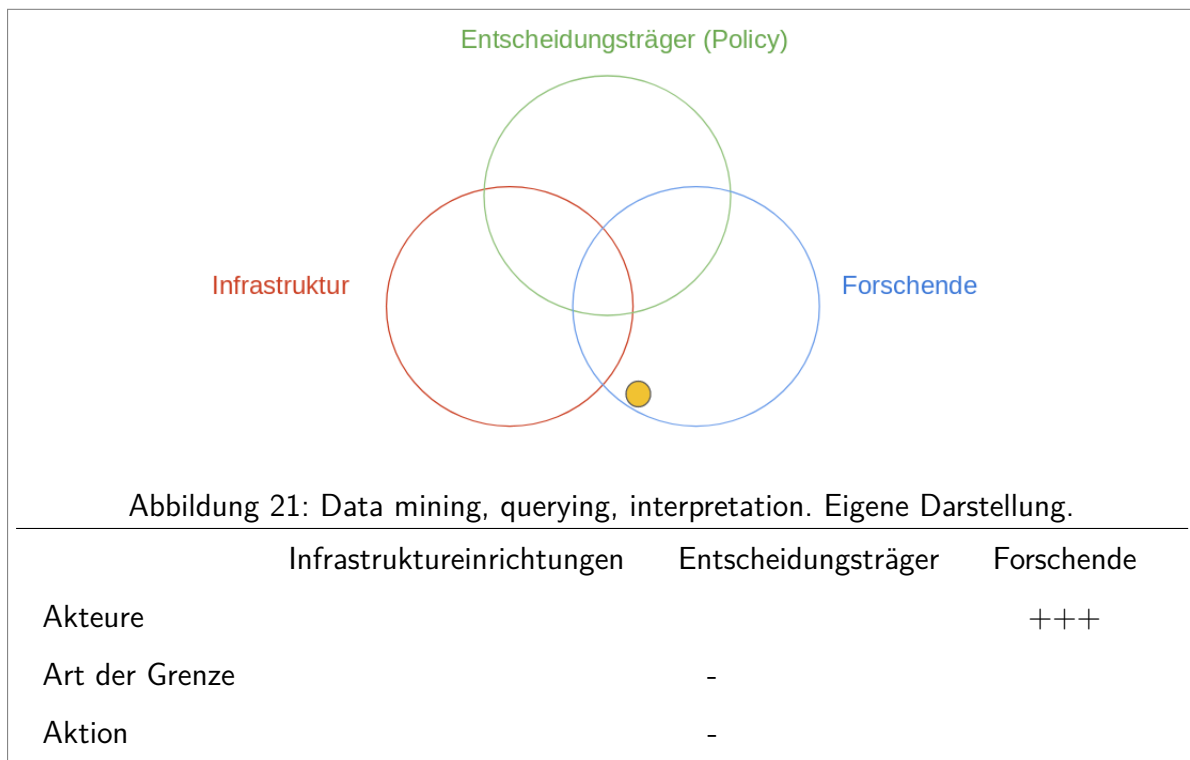 Entscheidungsträger (Policy)
Infrastruktur
Forschende
Abbildung 21: Data mining, querying, interpretation. Eigene Darstellung.
Infrastruktureinrichtungen Entscheidungsträger Forschende
Akteure +++
Art der Grenze -
Aktion -